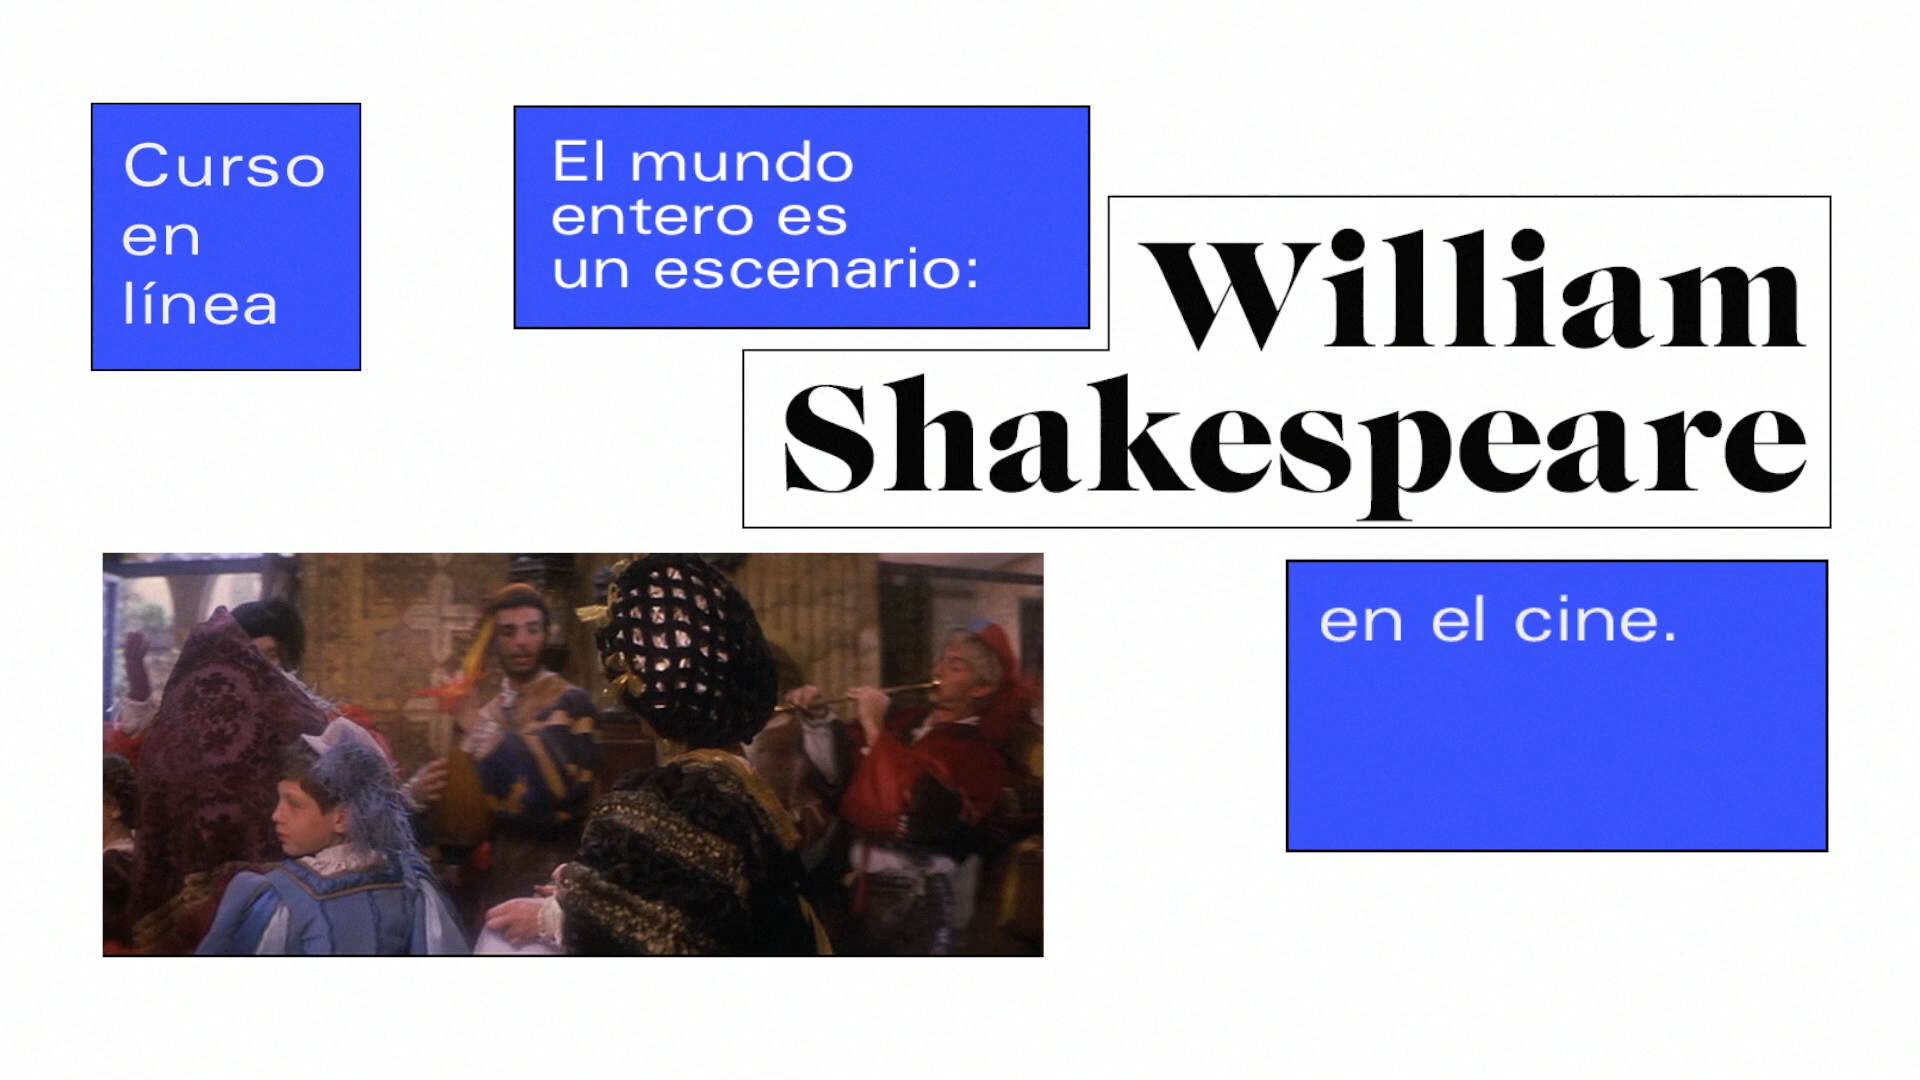 Curso
en
línea
El mundo
entero es
un escenario:
William
Shakespeare
en el cine.